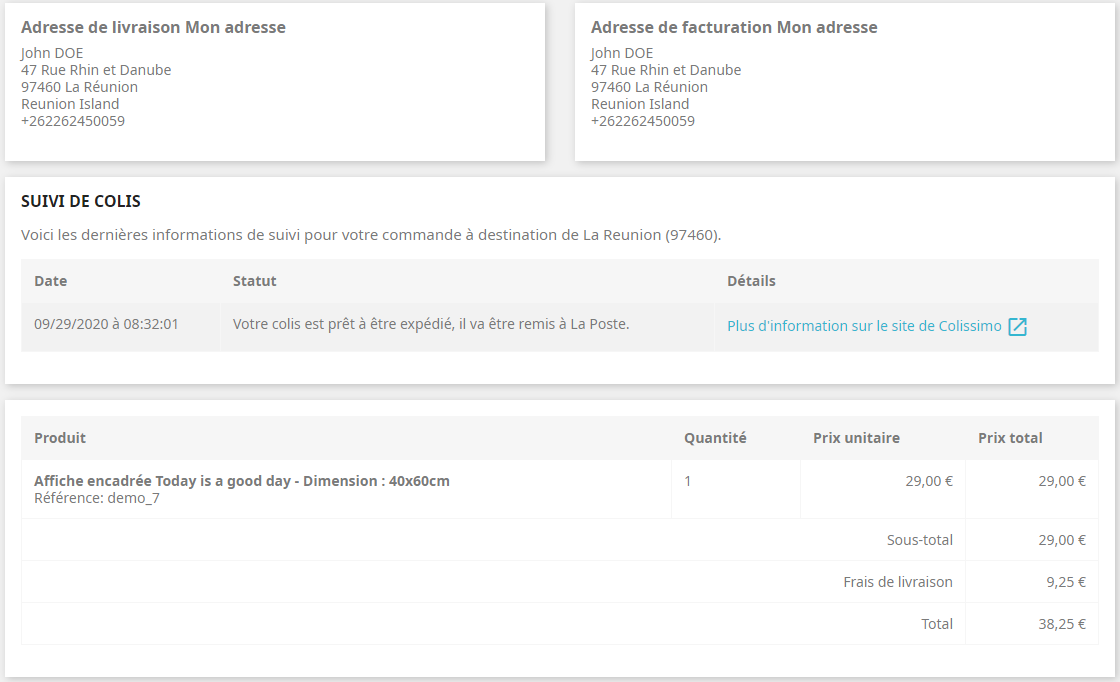 Adresse de livraison Mon adresse
John DOE
47 Rue Rhin et Danube
97460 La Réunion
Reunion Island
+262262450059
Adresse de facturation Mon adresse
John DOE
47 Rue Rhin et Danube
97460 La Réunion
Reunion Island
+262262450059
SUIVI DE COLIS
Voici les dernières informations de suivi pour votre commande à destination de La Reunion (97460).
Date Statut Détails
09/29/2020 à 08:32:01 Votre colis est prêt à être expédié, il va être remis à La Poste. Plus d'information sur le site de Colissimo
Produit Quantité Prix unitaire Prix total
Affiche encadrée Today is a good day - Dimension : 40x60cm 1 29,00 € 29,00 €
Référence: demo_7
Sous-total 29,00 €
Frais de livraison 9,25 €
Total 38,25 €